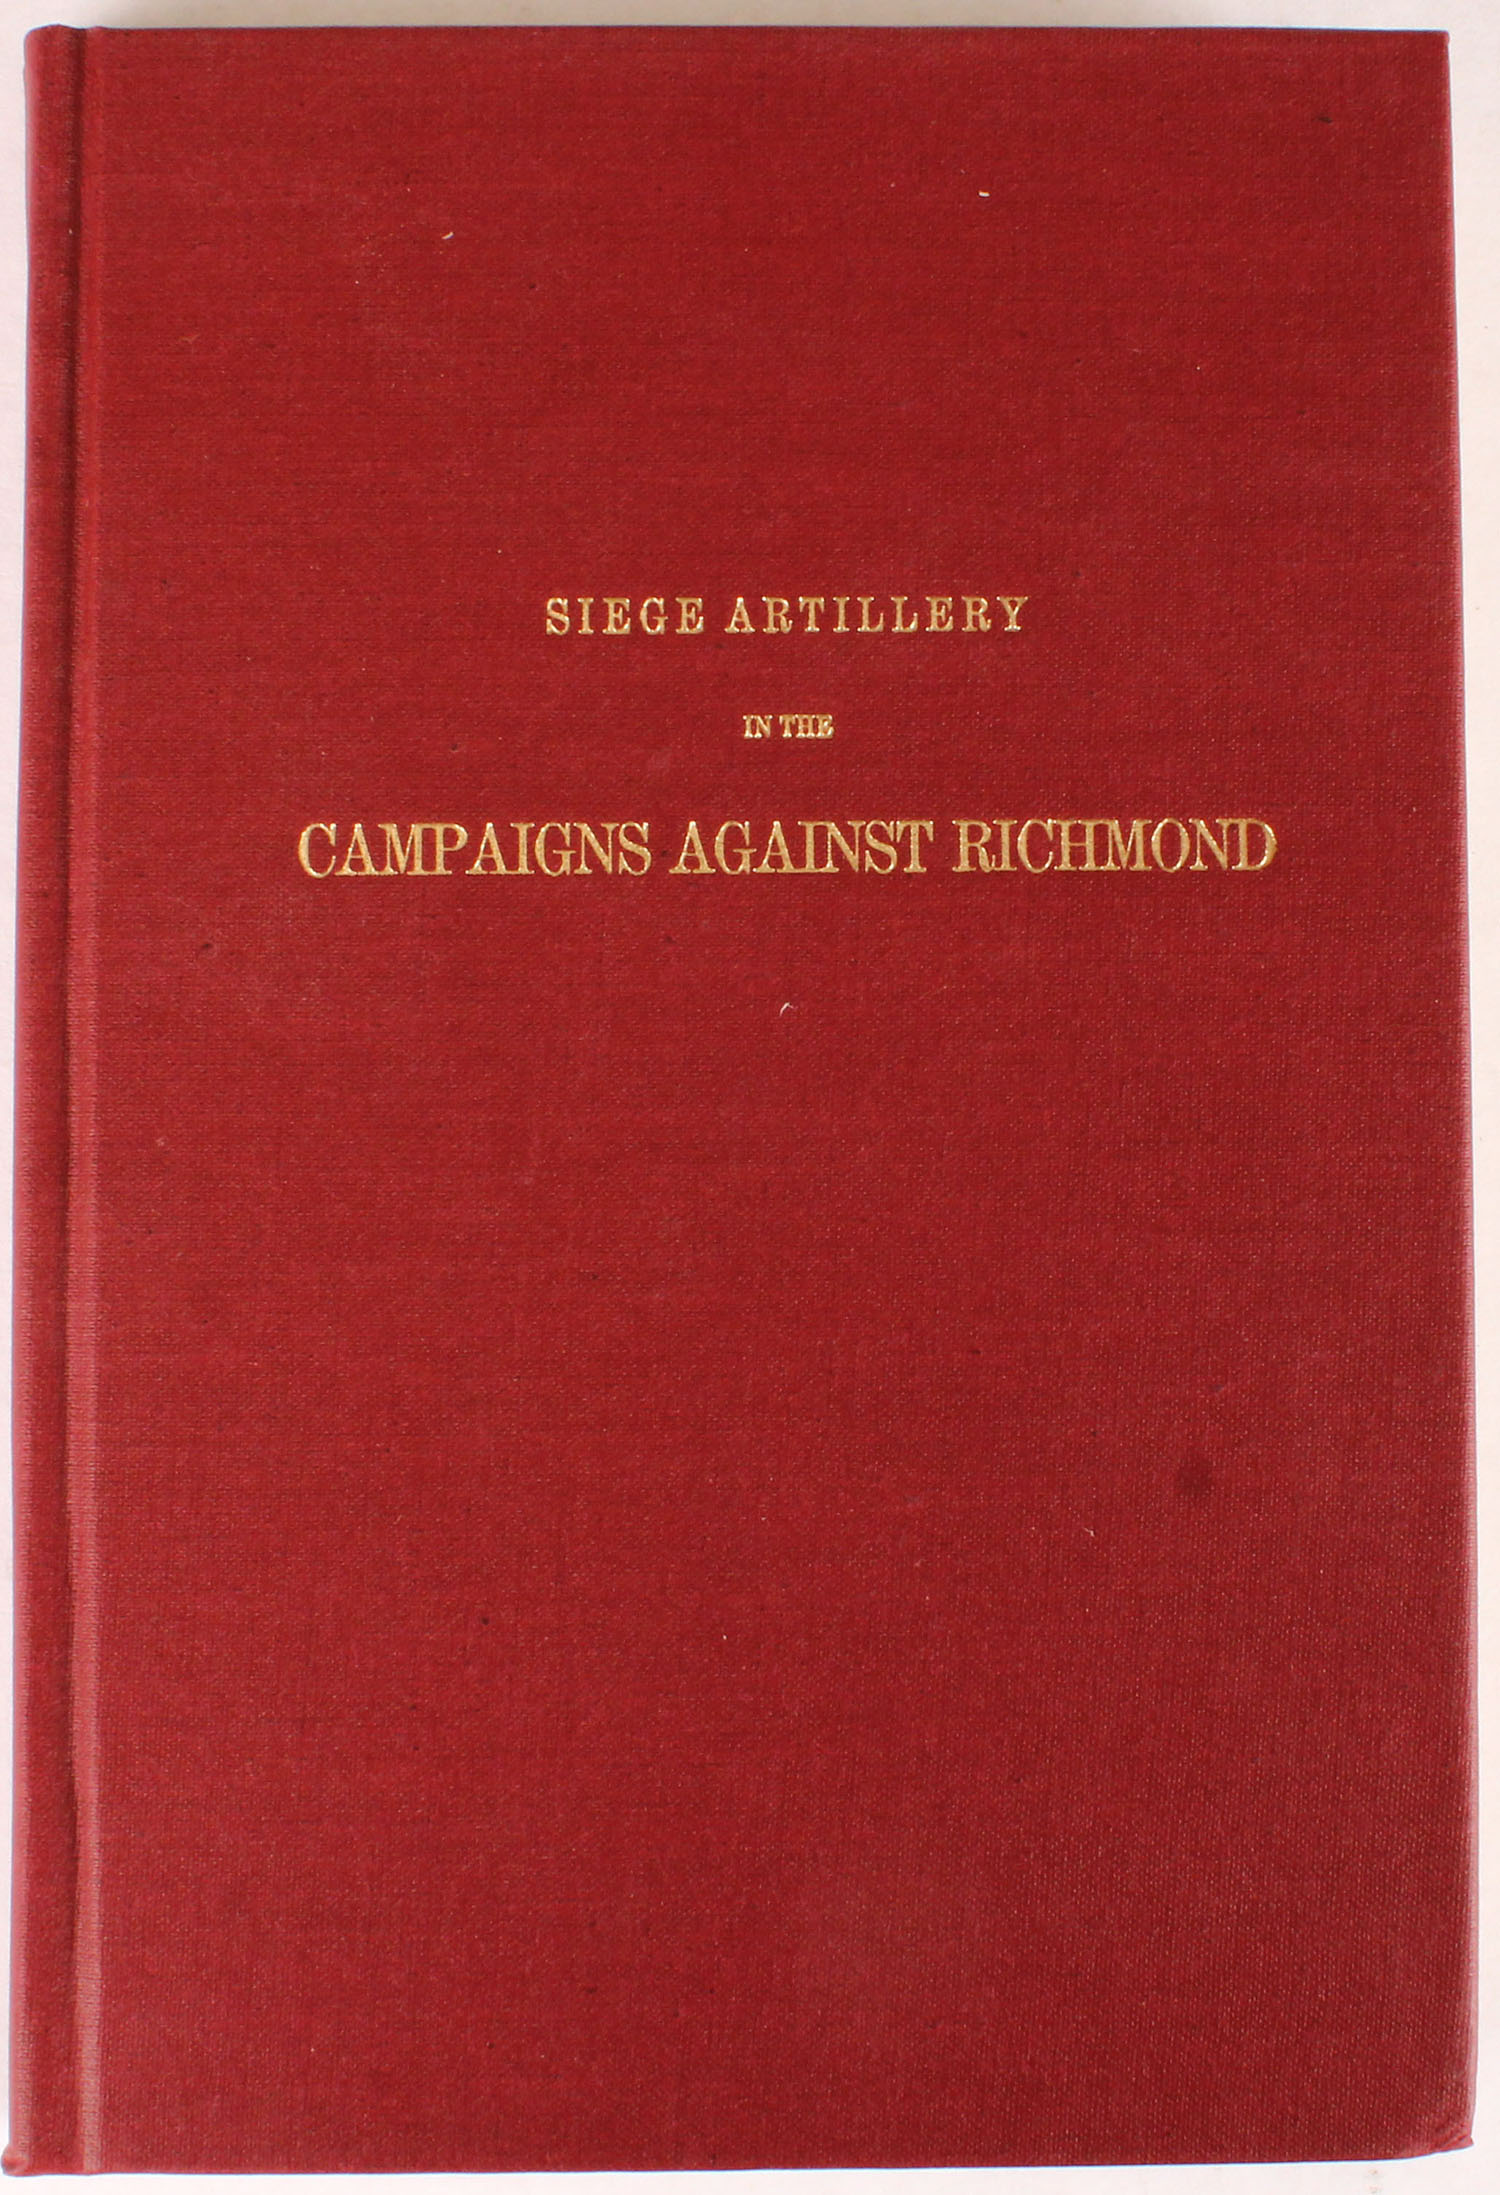 SIEGE ARTILLERY
IN THE
CAMPAIGNS AGAINST RICHMOND